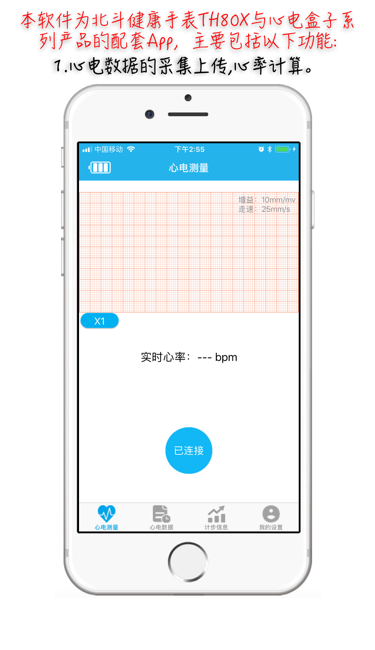 本软件为北斗健康手表TH80X与心电盒子系
列产品的配套App，主要包括以下功能:
1.心电数据的采集上传,心率计算。
中国移动 下午2:55
心电测量
增益：10mm/mv
走速：25mm/s
X1
实时心率：--- bpm
已连接
心电测量 心电数据 计步信息 我的设置